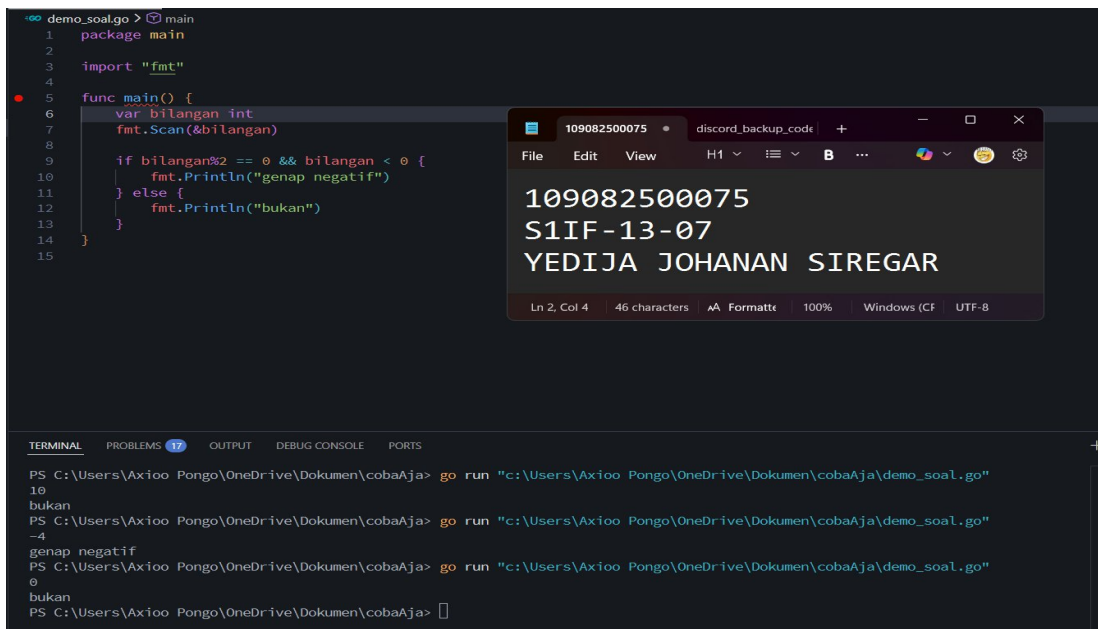 demo_soal.go > main
1 package main
2
3 import "fmt"
4
5 func main() {
6 var bilangan int
7 fmt.Scan(&bilangan)
8
9 if bilangan%2 == 0 && bilangan < 0 {
10 fmt.Println("genap negatif")
11 } else {
12 fmt.Println("bukan")
13 }
14 }
15
109082500075 discord_backup_code +
File Edit View H1 B ...
109082500075
S1IF-13-07
YEDIJA JOHANAN SIREGAR
Ln 2, Col 4 46 characters Formatte 100% Windows (CF UTF-8
TERMINAL PROBLEMS 17 OUTPUT DEBUG CONSOLE PORTS
PS C:\Users\Axioo Pongo\OneDrive\Dokumen\cobaAja> go run "c:\Users\Axioo Pongo\OneDrive\Dokumen\cobaAja\demo_soal.go"
10
bukan
PS C:\Users\Axioo Pongo\OneDrive\Dokumen\cobaAja> go run "c:\Users\Axioo Pongo\OneDrive\Dokumen\cobaAja\demo_soal.go"
-4
genap negatif
PS C:\Users\Axioo Pongo\OneDrive\Dokumen\cobaAja> go run "c:\Users\Axioo Pongo\OneDrive\Dokumen\cobaAja\demo_soal.go"
0
bukan
PS C:\Users\Axioo Pongo\OneDrive\Dokumen\cobaAja>